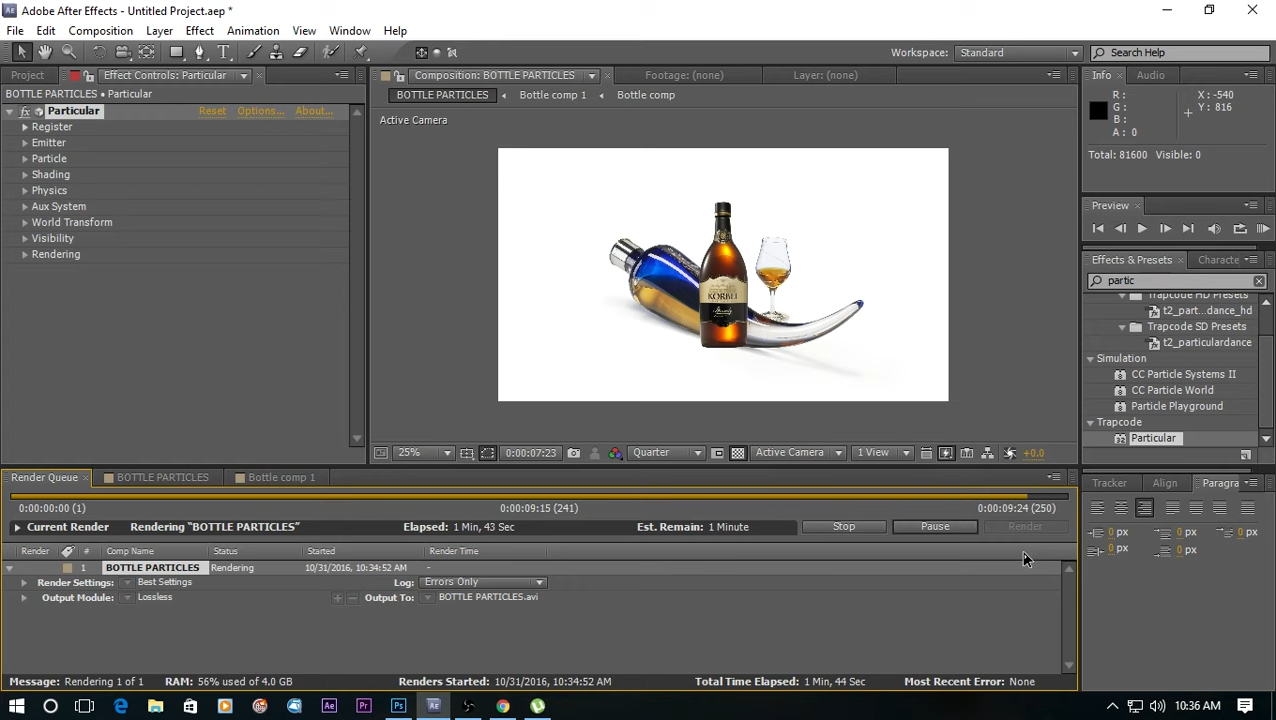 Adobe After Effects - Untitled Project.aep *
File Edit Composition Layer Effect Animation View Window Help
Workspace: Standard Search Help
Project Effect Controls: Particular Composition: BOTTLE PARTICLES Footage: (none) Layer: (none) Info Audio
BOTTLE PARTICLES • Particular
BOTTLE PARTICLES Bottle comp 1 Bottle comp
Particular Reset Options... About...
Active Camera
Register
Emitter
Particle
Shading
Physics
Aux System
World Transform
Visibility
Rendering
R :
G :
B :
A : 0
X : -540
Y : 816
Total: 81600 Visible: 0
Preview
Effects & Presets Characte
partic
Trapcode HD Presets
t2_part...dance_hd
Trapcode SD Presets
t2_particulardance
Simulation
CC Particle Systems II
CC Particle World
Particle Playground
Trapcode
Particular
KORBEL
25% 0:00:07:23 Quarter Active Camera 1 View +0.0
Render Queue BOTTLE PARTICLES Bottle comp 1
0:00:00:00 (1) 0:00:09:15 (241) 0:00:09:24 (250)
Current Render Rendering "BOTTLE PARTICLES" Elapsed: 1 Min, 43 Sec Est. Remain: 1 Minute Stop Pause Render
Render # Comp Name Status Started Render Time
1 BOTTLE PARTICLES Rendering 10/31/2016, 10:34:52 AM -
Render Settings: Best Settings Log: Errors Only
Output Module: Lossless Output To: BOTTLE PARTICLES.avi
Tracker Align Paragra
0 px 0 px 0 px
0 px 0 px
Message: Rendering 1 of 1 RAM: 56% used of 4.0 GB Renders Started: 10/31/2016, 10:34:52 AM Total Time Elapsed: 1 Min, 44 Sec Most Recent Error: None
10:36 AM